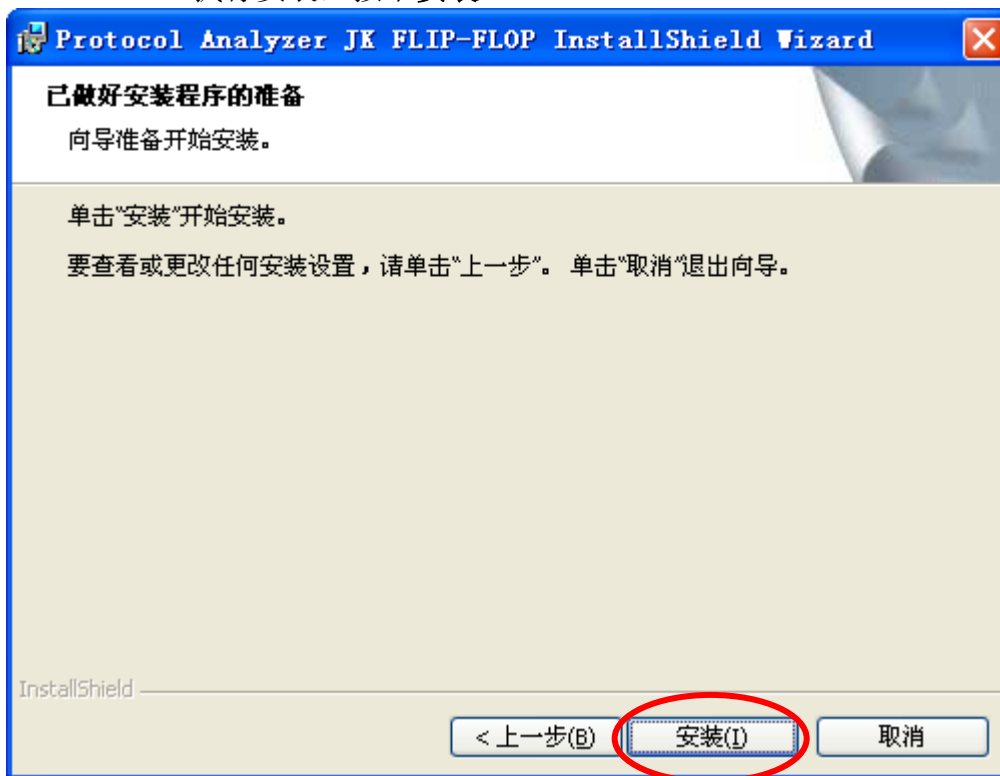 Protocol Analyzer JK FLIP-FLOP InstallShield Wizard
已做好安装程序的准备
向导准备开始安装。
单击“安装”开始安装。
要查看或更改任何安装设置，请单击“上一步”。 单击“取消”退出向导。
InstallShield
<上一步(B)
安装(I)
取消